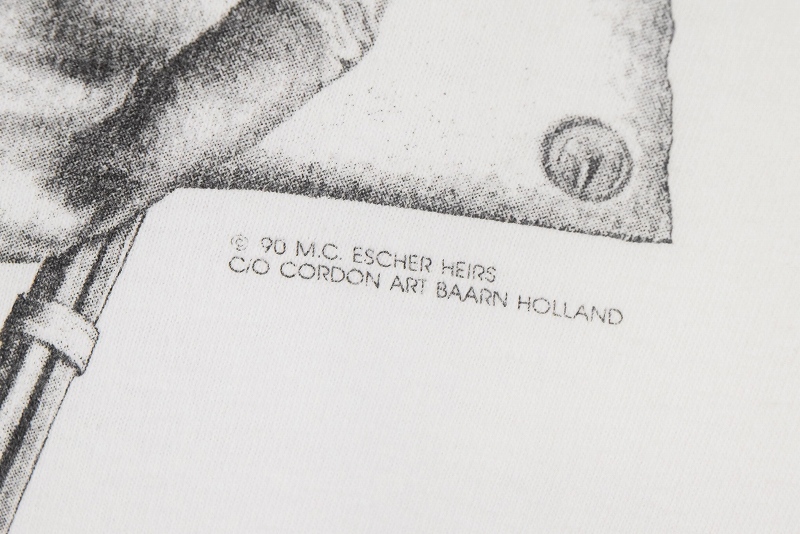 © 90 M.C. ESCHER HEIRS
C/O CORDON ART BAARN HOLLAND